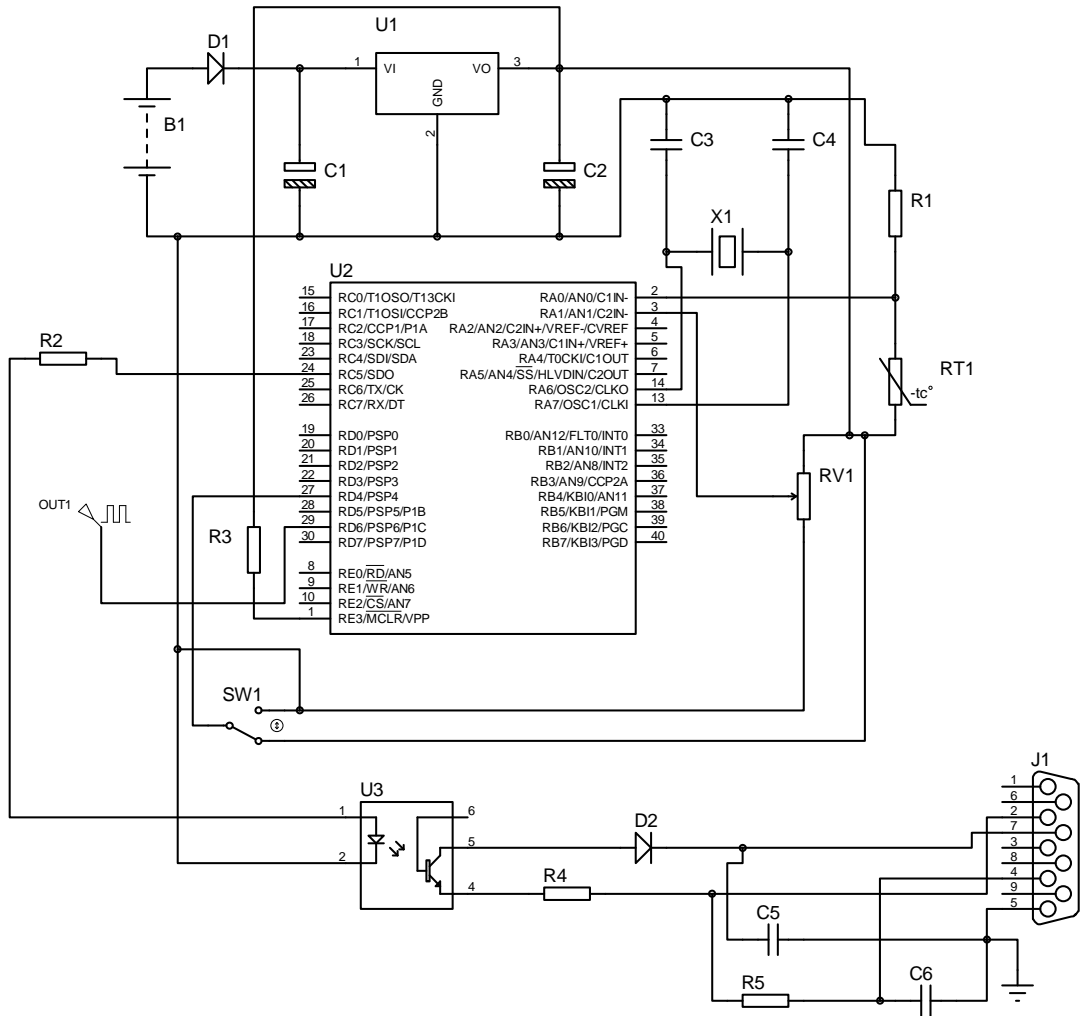 U1
D1
1 VI VO 3
GND
2
B1
C1
C2
C3
C4
R1
X1
U2
15 RC0/T1OSO/T13CKI RA0/AN0/C1IN- 2
16 RC1/T1OSI/CCP2B RA1/AN1/C2IN- 3
17 RC2/CCP1/P1A RA2/AN2/C2IN+/VREF-/CVREF 4
18 RC3/SCK/SCL RA3/AN3/C1IN+/VREF+ 5
23 RC4/SDI/SDA RA4/T0CKI/C1OUT 6
24 RC5/SDO RA5/AN4/SS/HLVDIN/C2OUT 7
25 RC6/TX/CK RA6/OSC2/CLKO 14
26 RC7/RX/DT RA7/OSC1/CLKI 13
19 RD0/PSP0 RB0/AN12/FLT0/INT0 33
20 RD1/PSP1 RB1/AN10/INT1 34
21 RD2/PSP2 RB2/AN8/INT2 35
22 RD3/PSP3 RB3/AN9/CCP2A 36
27 RD4/PSP4 RB4/KBI0/AN11 37
28 RD5/PSP5/P1B RB5/KBI1/PGM 38
29 RD6/PSP6/P1C RB6/KBI2/PGC 39
30 RD7/PSP7/P1D RB7/KBI3/PGD 40
8 RE0/RD/AN5
9 RE1/WR/AN6
10 RE2/CS/AN7
1 RE3/MCLR/VPP
R2
RT1
-tc°
RV1
OUT1
R3
SW1
U3
1
2
6
5
4
D2
R4
C5
R5
C6
J1
1
6
2
7
3
8
4
9
5